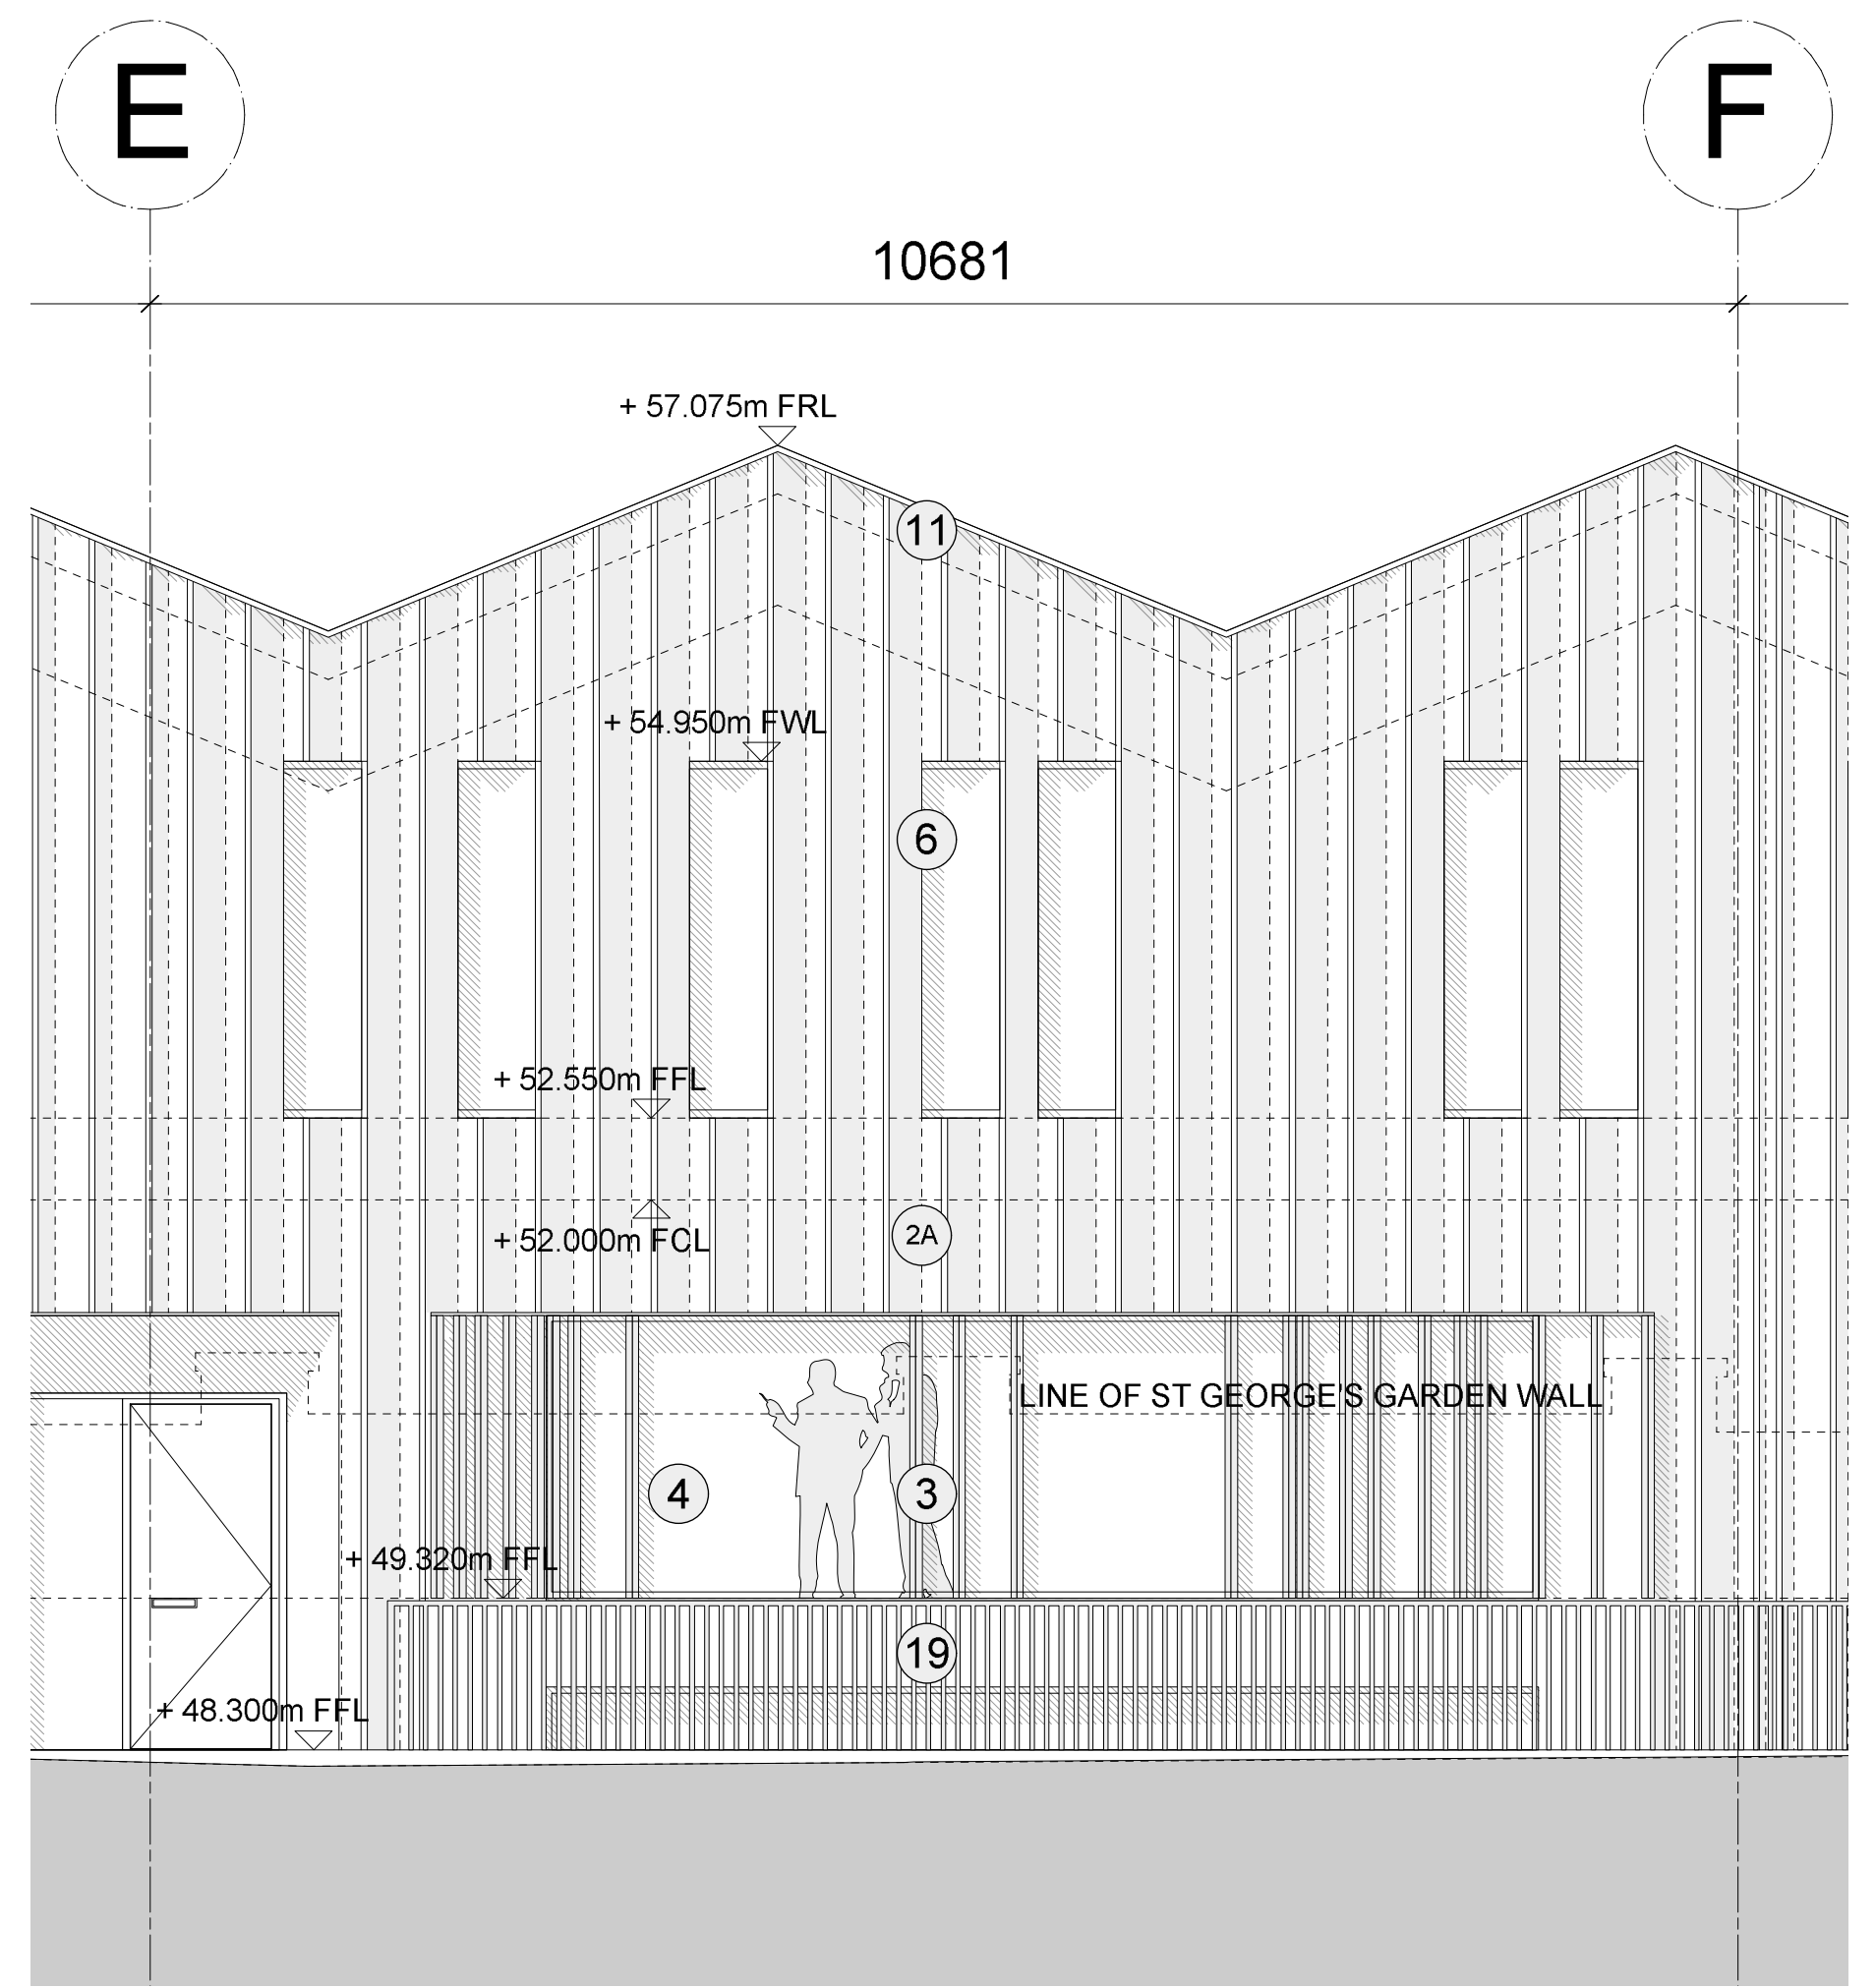 E
F
10681
+ 57.075m FRL
11
+ 54.950m FWL
6
+ 52.550m FFL
2A
+ 52.000m FCL
LINE OF ST GEORGE'S GARDEN WALL
4
3
+ 49.320m FFL
19
+ 48.300m FFL